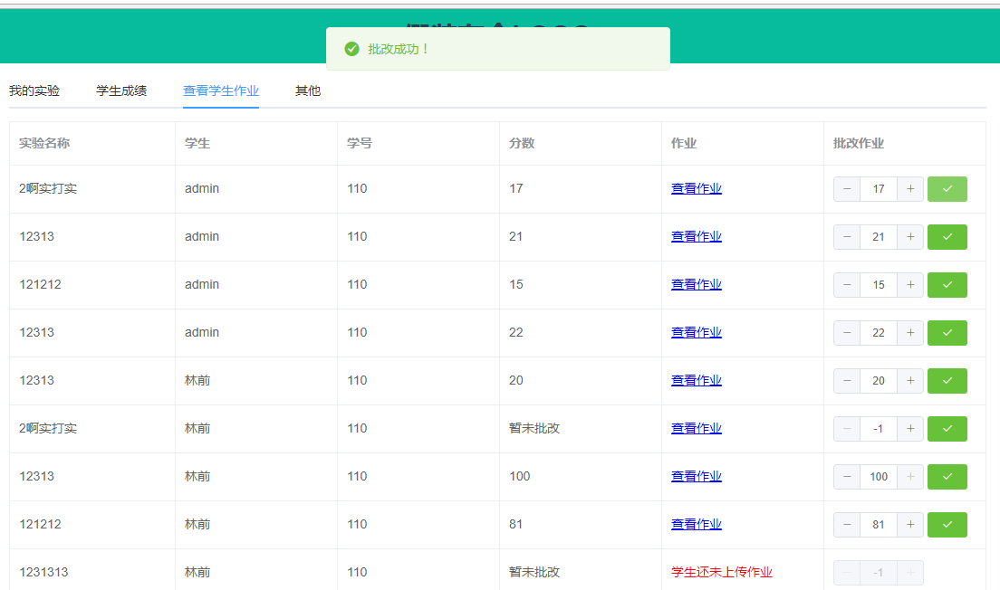 批改成功！
我的实验 学生成绩 查看学生作业 其他
实验名称 学生 学号 分数 作业 批改作业
2啊实打实 admin 110 17 查看作业 17
12313 admin 110 21 查看作业 21
121212 admin 110 15 查看作业 15
12313 admin 110 22 查看作业 22
12313 林前 110 20 查看作业 20
2啊实打实 林前 110 暂未批改 查看作业 -1
12313 林前 110 100 查看作业 100
121212 林前 110 81 查看作业 81
1231313 林前 110 暂未批改 学生还未上传作业 -1